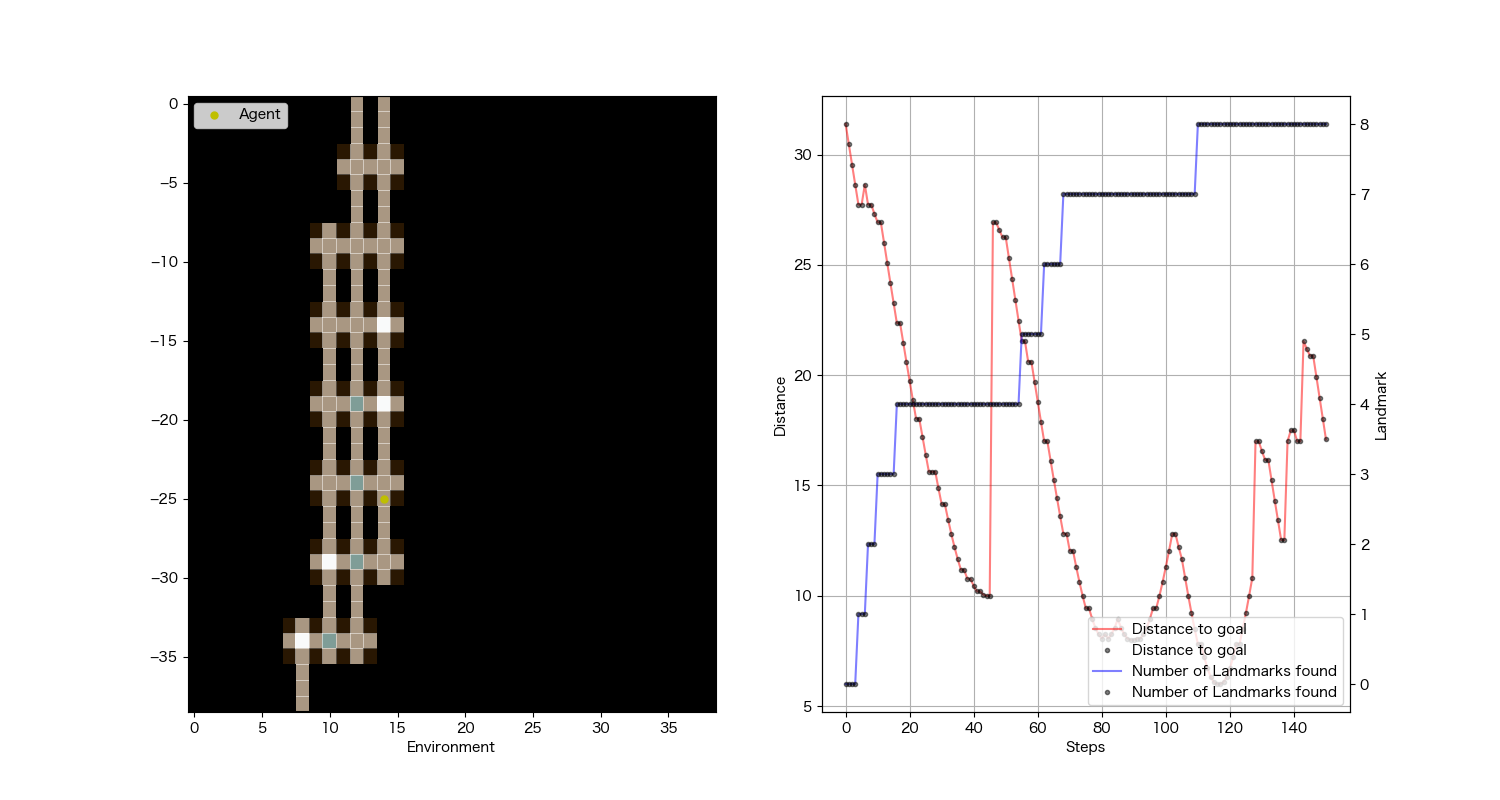 Agent
0
−5
−10
−15
−20
−25
−30
−35
0 5 10 15 20 25 30 35
Environment
30
25
20
15
10
5
Distance
8
7
6
5
4
3
2
1
0
Landmark
Distance to goal
Distance to goal
Number of Landmarks found
Number of Landmarks found
0 20 40 60 80 100 120 140
Steps